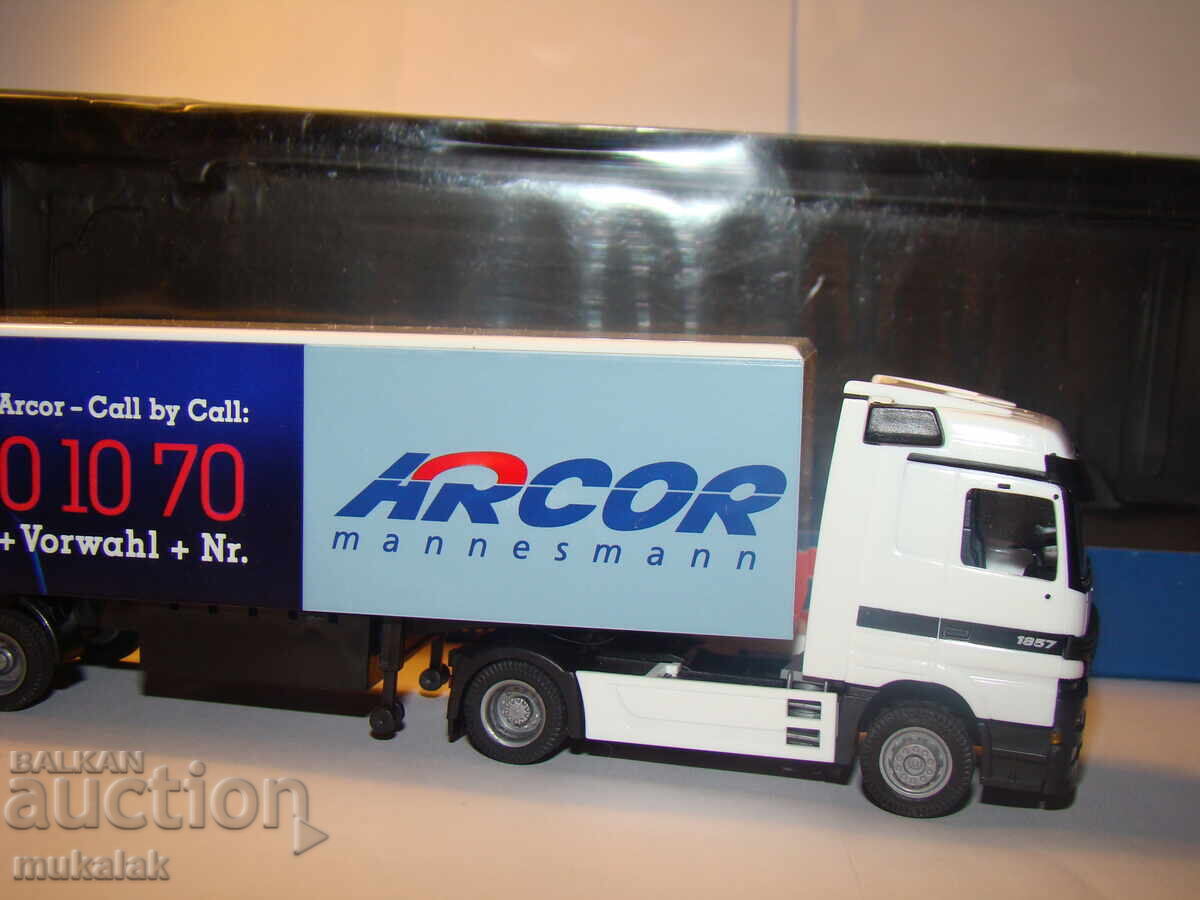 Arcor – Call by Call:
0 10 70
+ Vorwahl + Nr.
ARCOR
mannesmann
1857
BALKAN
auction
mukalak